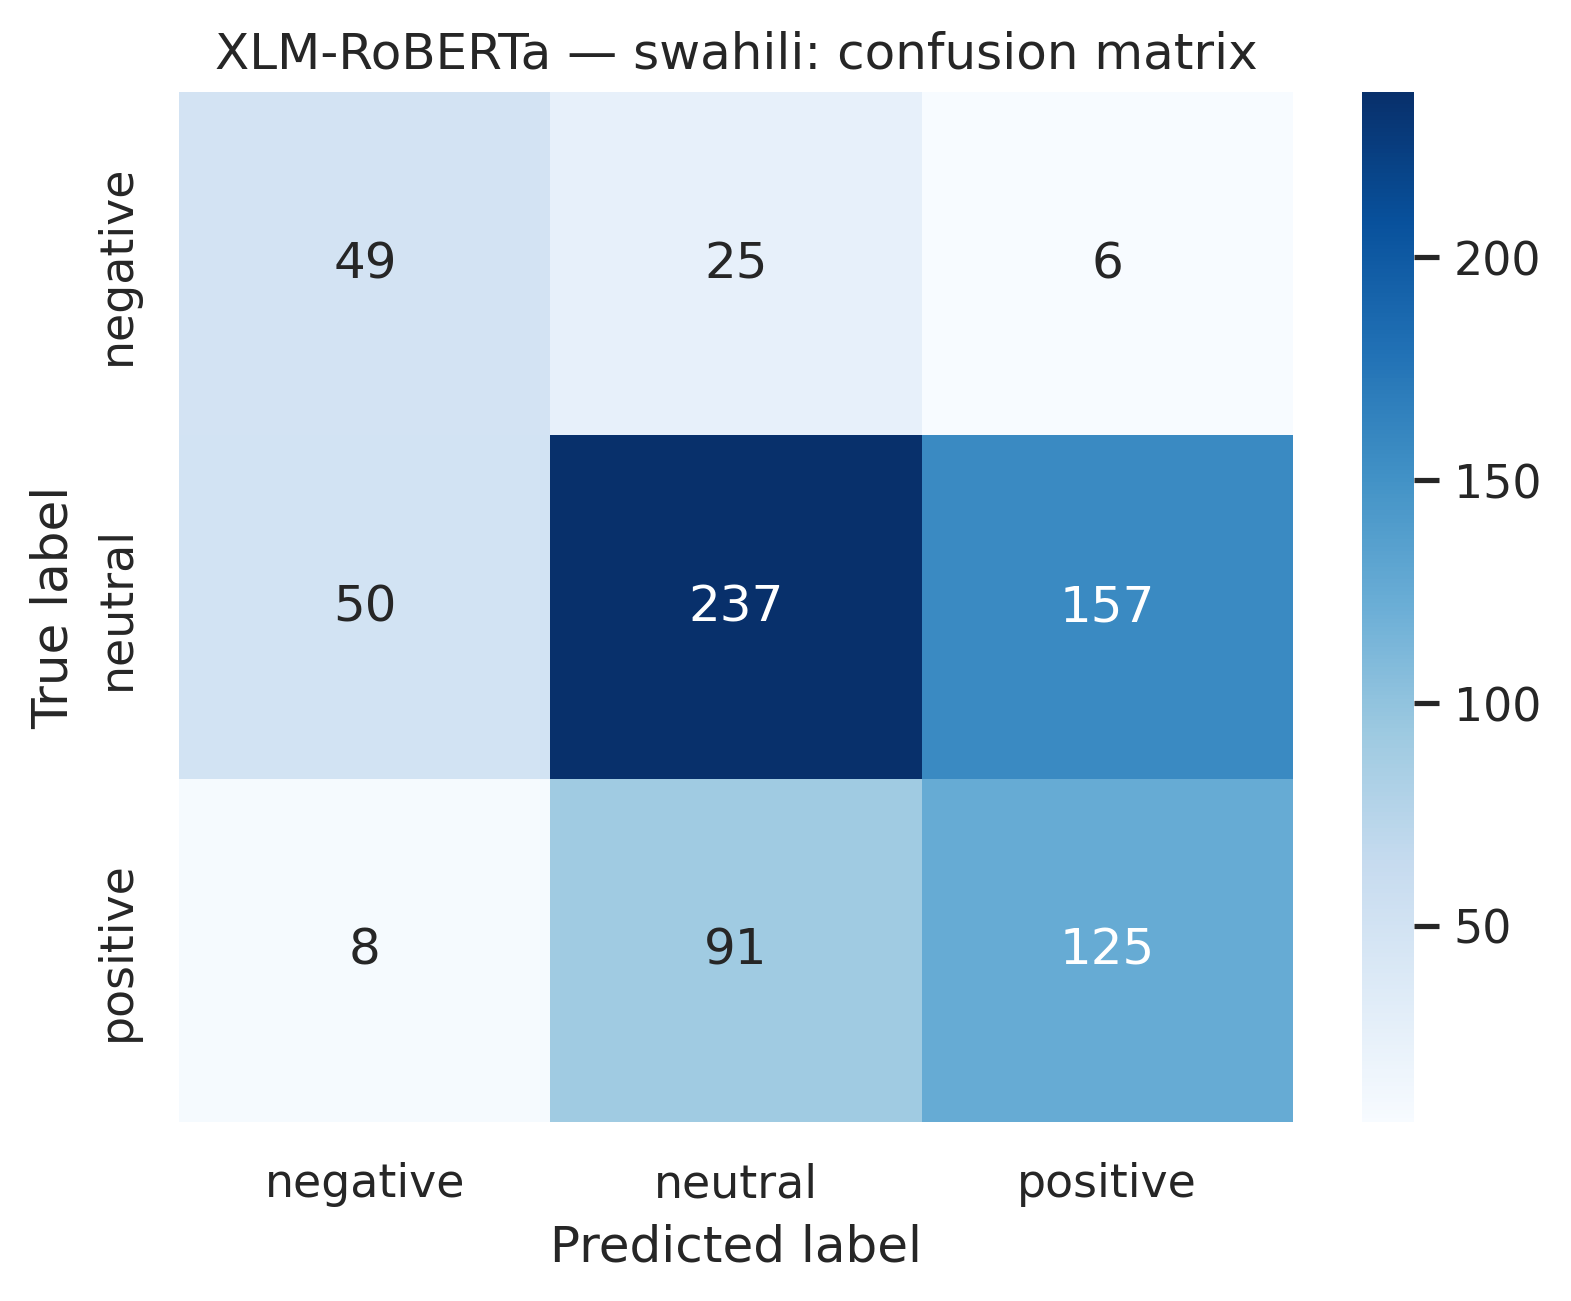 XLM-RoBERTa — swahili: confusion matrix
True label
negative
49 25 6
neutral
50 237 157
positive
8 91 125
negative neutral positive
Predicted label
200
150
100
50